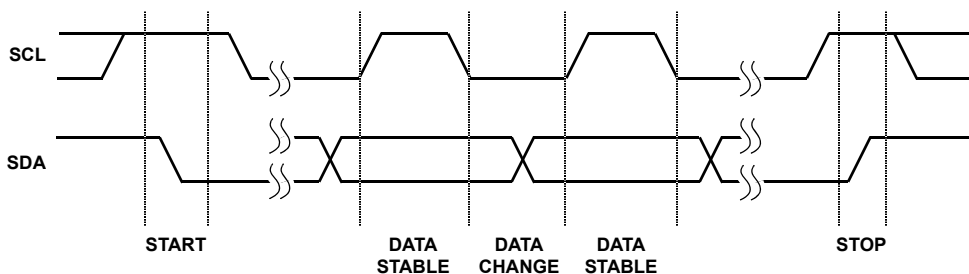 SCL
SDA
START
DATA
STABLE
DATA
CHANGE
DATA
STABLE
STOP